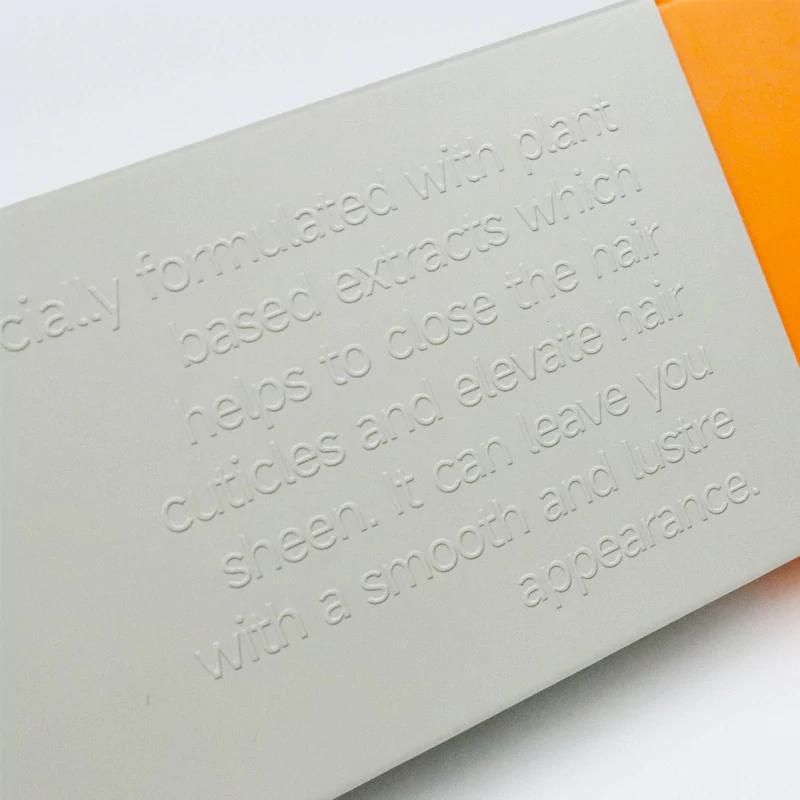 cially formulated with plant
based extracts which
helps to close the hair
cuticles and elevate hair
sheen. It can leave you
with a smooth and lustre
appearance.